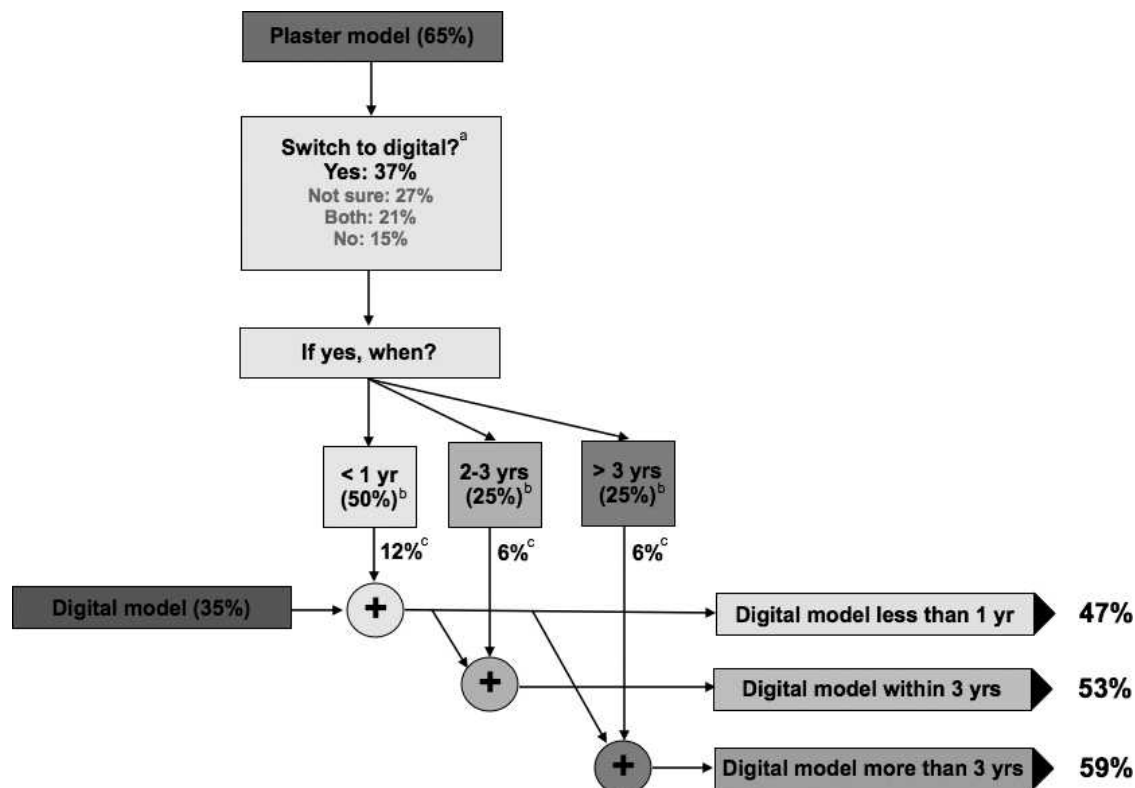 Plaster model (65%)
Switch to digital?a
Yes: 37%
Not sure: 27%
Both: 21%
No: 15%
If yes, when?
< 1 yr
(50%)b
2-3 yrs
(25%)b
> 3 yrs
(25%)b
12%c
6%c
6%c
Digital model (35%)
+
Digital model less than 1 yr
47%
+
Digital model within 3 yrs
53%
+
Digital model more than 3 yrs
59%